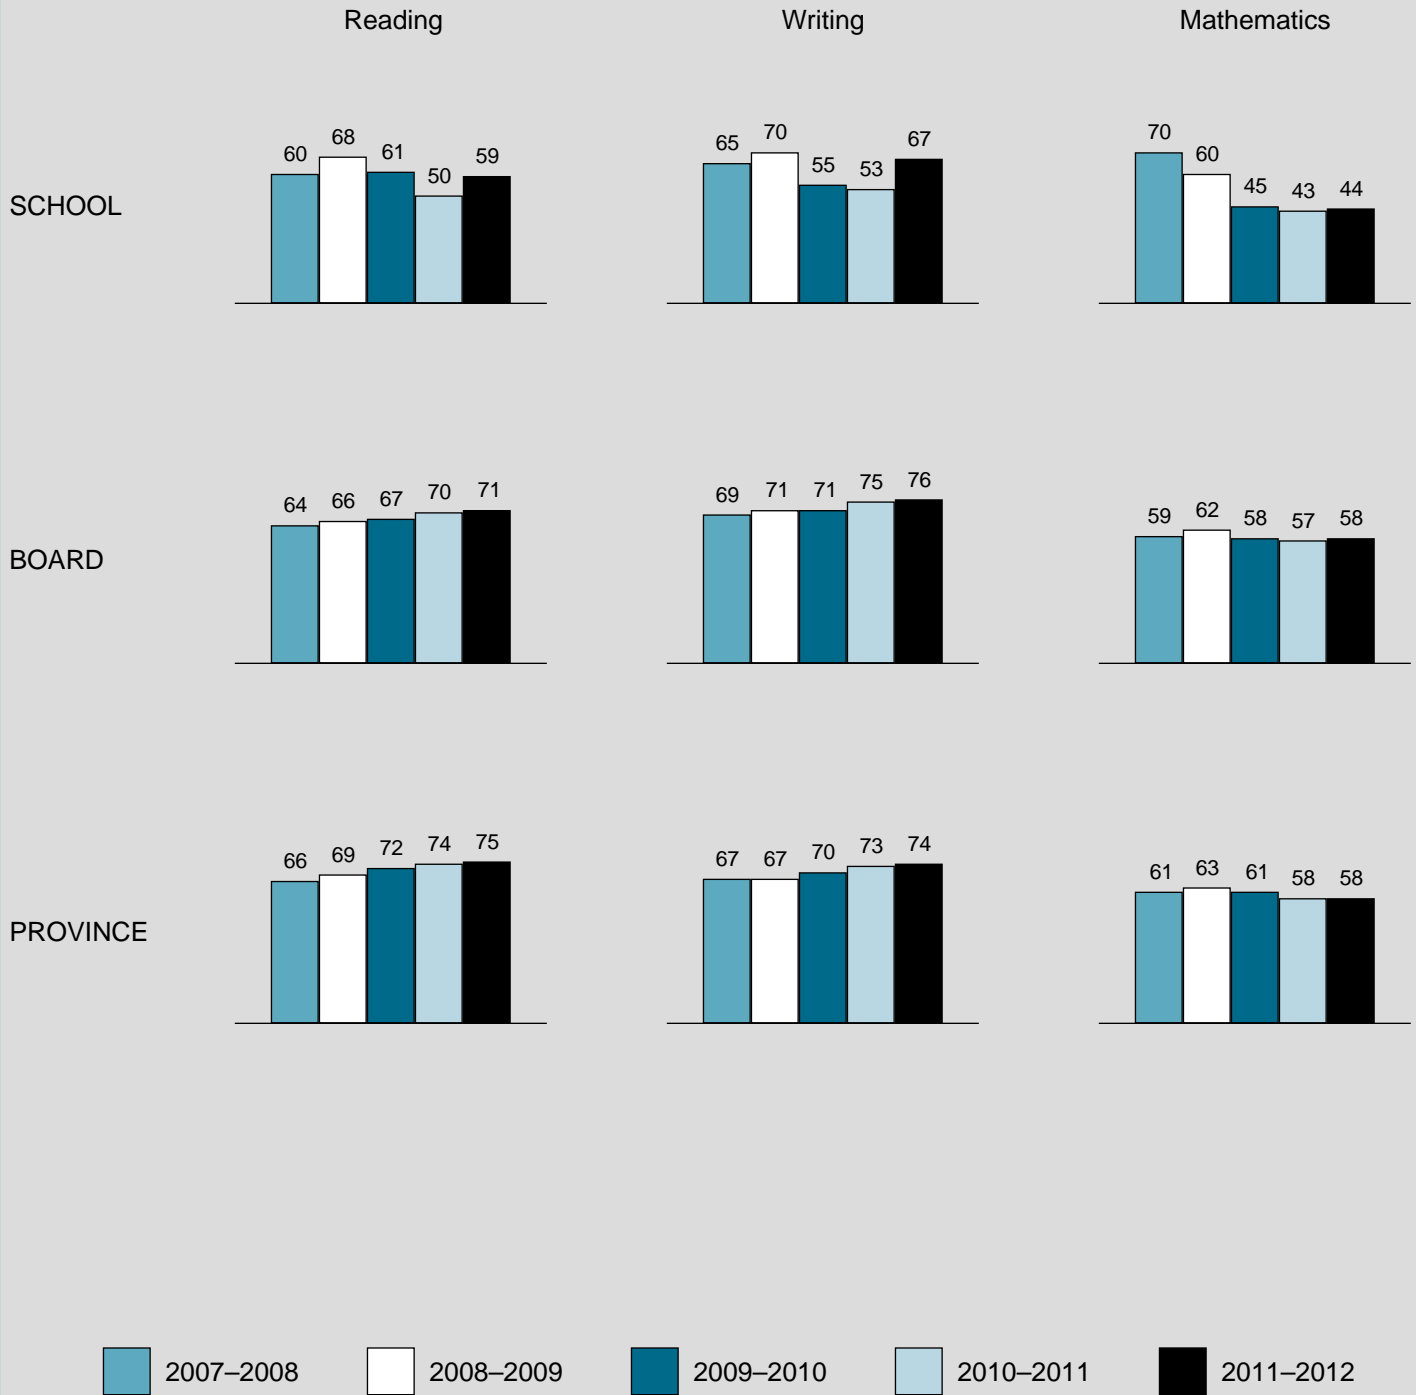 Reading Writing Mathematics
SCHOOL
60 68 61 50 59
65 70 55 53 67
70 60 45 43 44
BOARD
64 66 67 70 71
69 71 71 75 76
59 62 58 57 58
PROVINCE
66 69 72 74 75
67 67 70 73 74
61 63 61 58 58
2007–2008 2008–2009 2009–2010 2010–2011 2011–2012